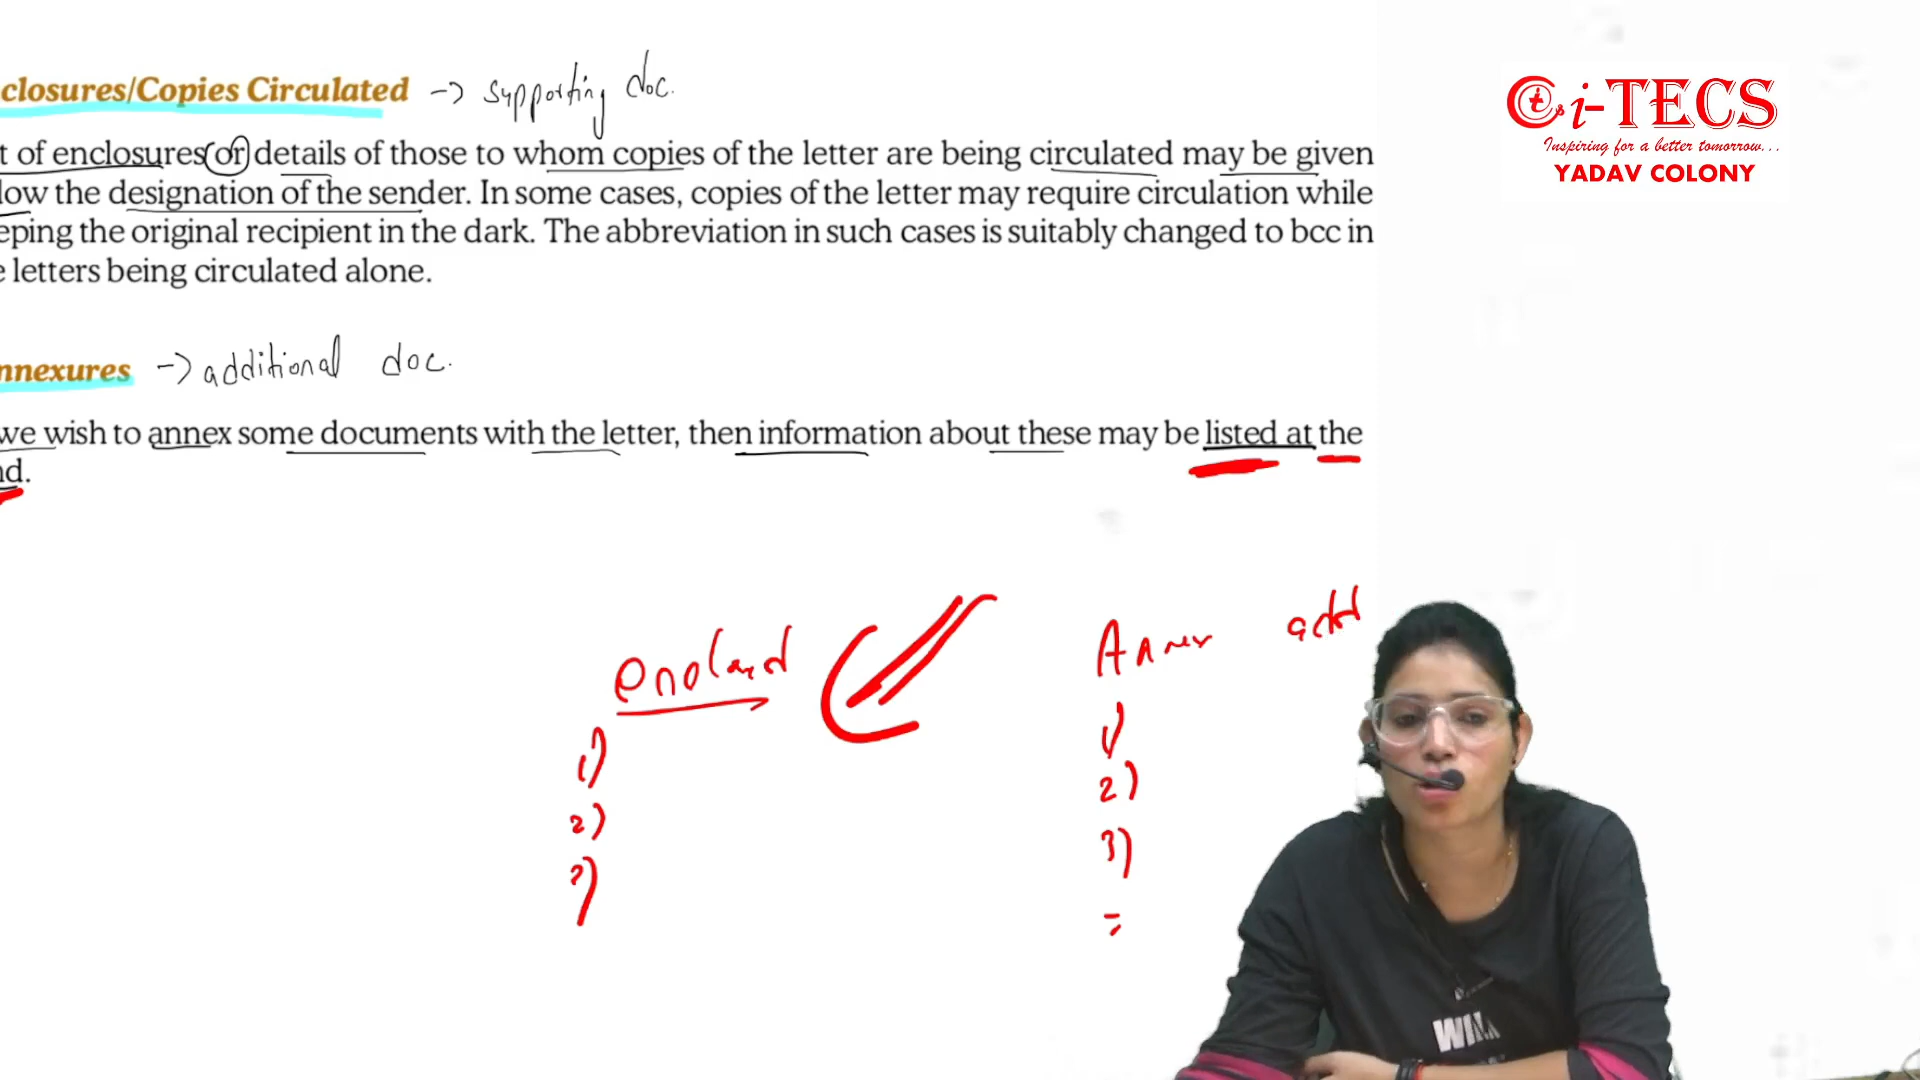 closures/Copies Circulated -> supporting doc.
t of enclosures (or) details of those to whom copies of the letter are being circulated may be given
low the designation of the sender. In some cases, copies of the letter may require circulation while
eping the original recipient in the dark. The abbreviation in such cases is suitably changed to bcc in
e letters being circulated alone.
nnexures -> additional doc.
we wish to annex some documents with the letter, then information about these may be listed at the
nd.
Annex
1) 1)
2) 2)
3) 3)
i-TECS
Inspiring for a better tomorrow...
YADAV COLONY